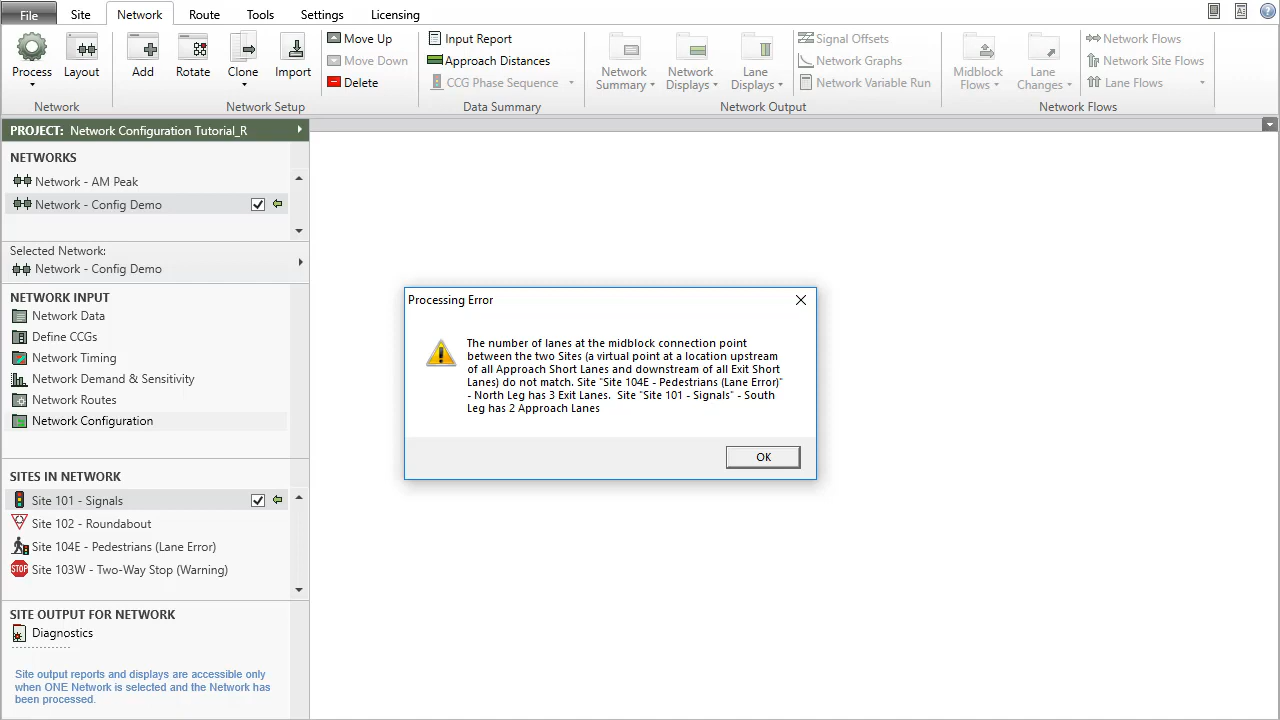 File Site Network Route Tools Settings Licensing
Process Layout Add Rotate Clone Import
Move Up
Move Down
Delete
Input Report
Approach Distances
CCG Phase Sequence
Network Summary
Network Displays
Lane Displays
Signal Offsets
Network Graphs
Network Variable Run
Midblock Flows
Lane Changes
Network Flows
Network Site Flows
Lane Flows
Network Network Setup Data Summary Network Output Network Flows
PROJECT: Network Configuration Tutorial_R
NETWORKS
Network - AM Peak
Network - Config Demo
Selected Network:
Network - Config Demo
NETWORK INPUT
Network Data
Define CCGs
Network Timing
Network Demand & Sensitivity
Network Routes
Network Configuration
SITES IN NETWORK
Site 101 - Signals
Site 102 - Roundabout
Site 104E - Pedestrians (Lane Error)
STOP Site 103W - Two-Way Stop (Warning)
SITE OUTPUT FOR NETWORK
Diagnostics
Site output reports and displays are accessible only
when ONE Network is selected and the Network has
been processed.
Processing Error
The number of lanes at the midblock connection point
between the two Sites (a virtual point at a location upstream
of all Approach Short Lanes and downstream of all Exit Short
Lanes) do not match. Site "Site 104E - Pedestrians (Lane Error)"
- North Leg has 3 Exit Lanes. Site "Site 101 - Signals" - South
Leg has 2 Approach Lanes
OK